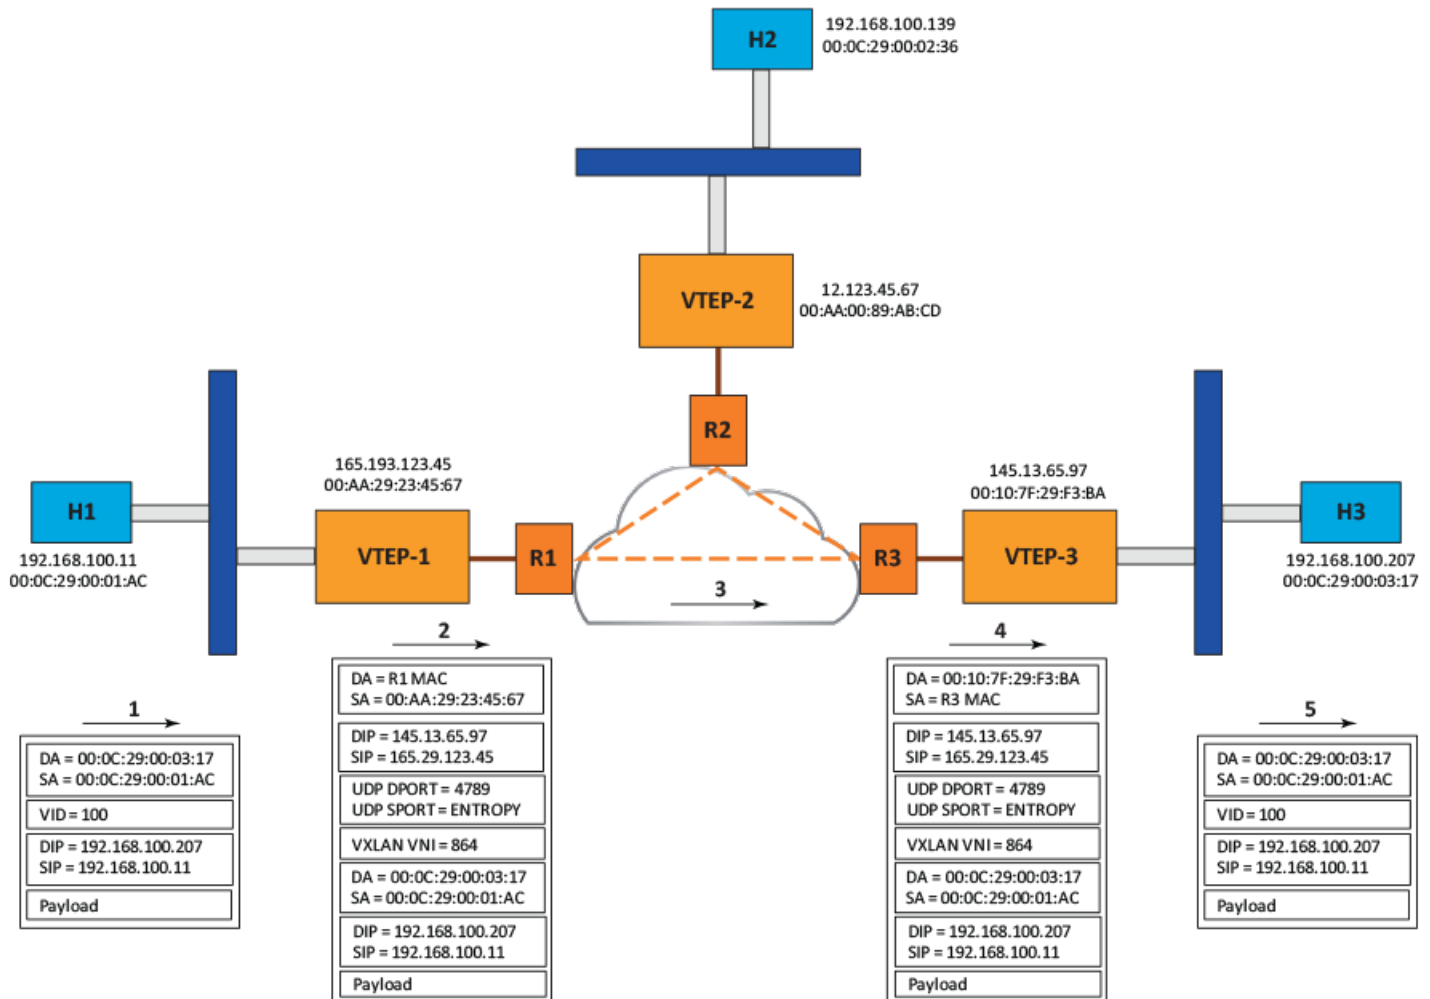 H2
192.168.100.139
00:0C:29:00:02:36
VTEP-2
12.123.45.67
00:AA:00:89:AB:CD
R2
165.193.123.45
00:AA:29:23:45:67
145.13.65.97
00:10:7F:29:F3:BA
H1
192.168.100.11
00:0C:29:00:01:AC
VTEP-1
R1
R3
VTEP-3
H3
192.168.100.207
00:0C:29:00:03:17
3
1
DA = 00:0C:29:00:03:17
SA = 00:0C:29:00:01:AC
VID = 100
DIP = 192.168.100.207
SIP = 192.168.100.11
Payload
2
DA = R1 MAC
SA = 00:AA:29:23:45:67
DIP = 145.13.65.97
SIP = 165.29.123.45
UDP DPORT = 4789
UDP SPORT = ENTROPY
VXLAN VNI = 864
DA = 00:0C:29:00:03:17
SA = 00:0C:29:00:01:AC
DIP = 192.168.100.207
SIP = 192.168.100.11
Payload
4
DA = 00:10:7F:29:F3:BA
SA = R3 MAC
DIP = 145.13.65.97
SIP = 165.29.123.45
UDP DPORT = 4789
UDP SPORT = ENTROPY
VXLAN VNI = 864
DA = 00:0C:29:00:03:17
SA = 00:0C:29:00:01:AC
DIP = 192.168.100.207
SIP = 192.168.100.11
Payload
5
DA = 00:0C:29:00:03:17
SA = 00:0C:29:00:01:AC
VID = 100
DIP = 192.168.100.207
SIP = 192.168.100.11
Payload